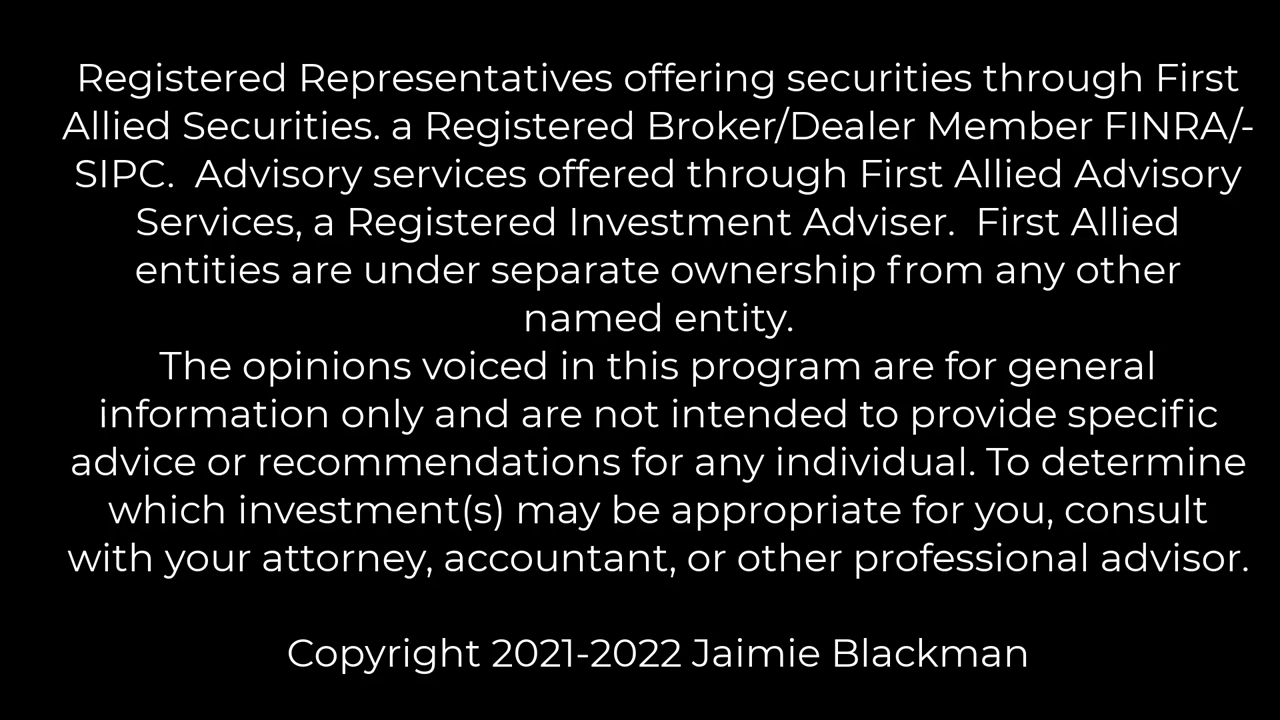 Registered Representatives offering securities through First
Allied Securities. a Registered Broker/Dealer Member FINRA/-
SIPC.  Advisory services offered through First Allied Advisory
Services, a Registered Investment Adviser.  First Allied
entities are under separate ownership from any other
named entity.
The opinions voiced in this program are for general
information only and are not intended to provide specific
advice or recommendations for any individual. To determine
which investment(s) may be appropriate for you, consult
with your attorney, accountant, or other professional advisor.
Copyright 2021-2022 Jaimie Blackman